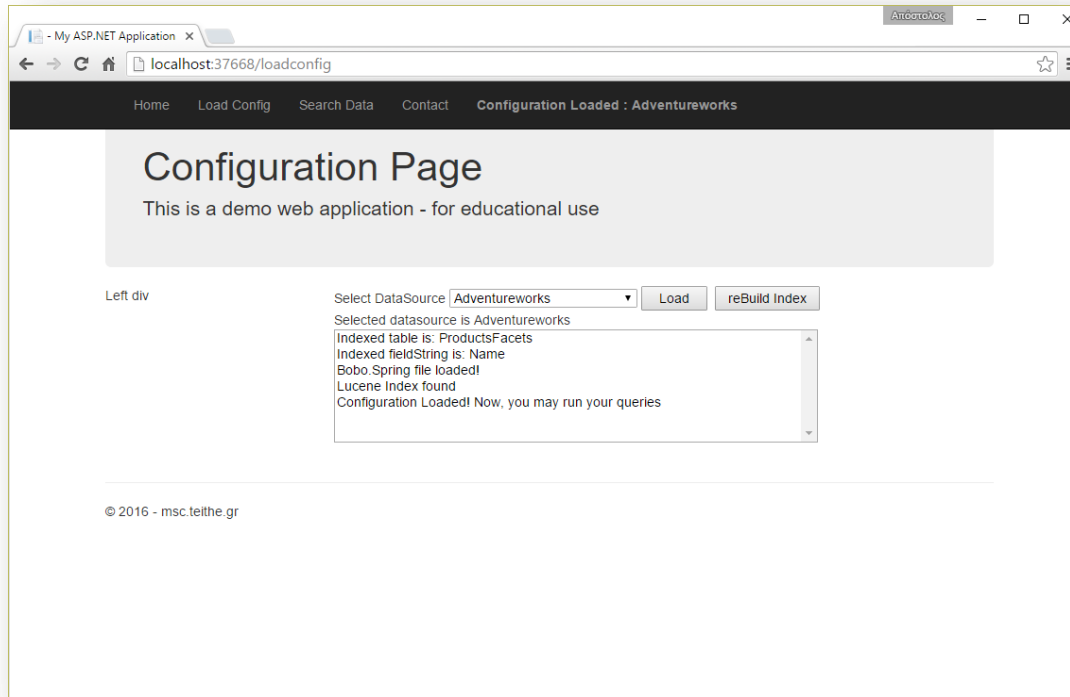 Απόστολος
- My ASP.NET Application
localhost:37668/loadconfig
Home Load Config Search Data Contact Configuration Loaded : Adventureworks
Configuration Page
This is a demo web application - for educational use
Left div
Select DataSource Adventureworks Load reBuild Index
Selected datasource is Adventureworks
Indexed table is: ProductsFacets
Indexed fieldString is: Name
Bobo.Spring file loaded!
Lucene Index found
Configuration Loaded! Now, you may run your queries
© 2016 - msc.teithe.gr